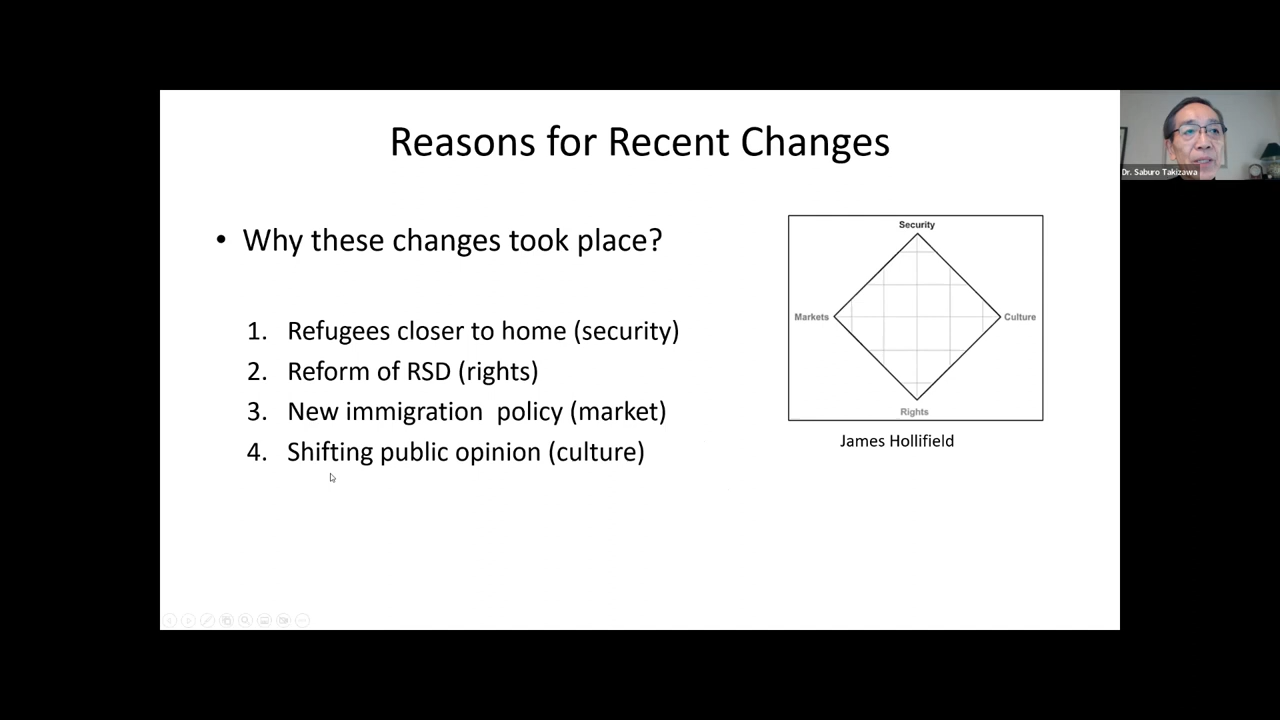 Reasons for Recent Changes
Dr. Saburo Takizawa
• Why these changes took place?
1. Refugees closer to home (security)
2. Reform of RSD (rights)
3. New immigration  policy (market)
4. Shifting public opinion (culture)
Security
Markets
Culture
Rights
James Hollifield